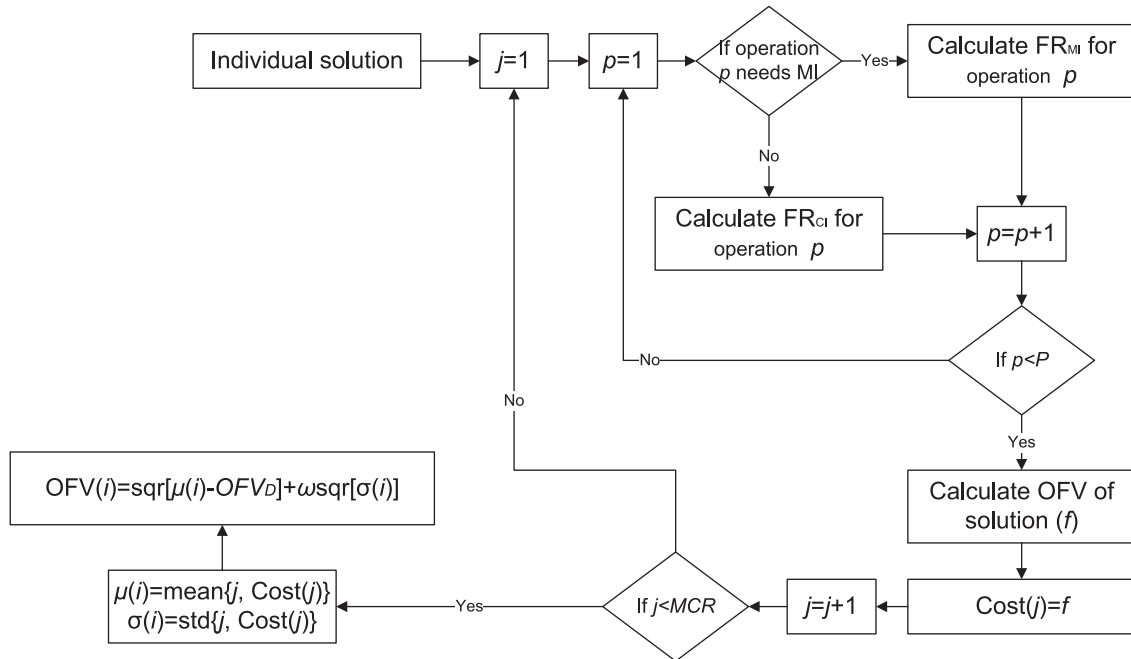 Individual solution
j=1
p=1
If operation
p needs MI
Yes
Calculate FRMI for
operation p
No
Calculate FRCI for
operation p
p=p+1
If p<P
No
Yes
Calculate OFV of
solution (f)
Cost(j)=f
j=j+1
If j<MCR
No
Yes
μ(i)=mean{j, Cost(j)}
σ(i)=std{j, Cost(j)}
OFV(i)=sqr[μ(i)-OFVD]+ωsqr[σ(i)]